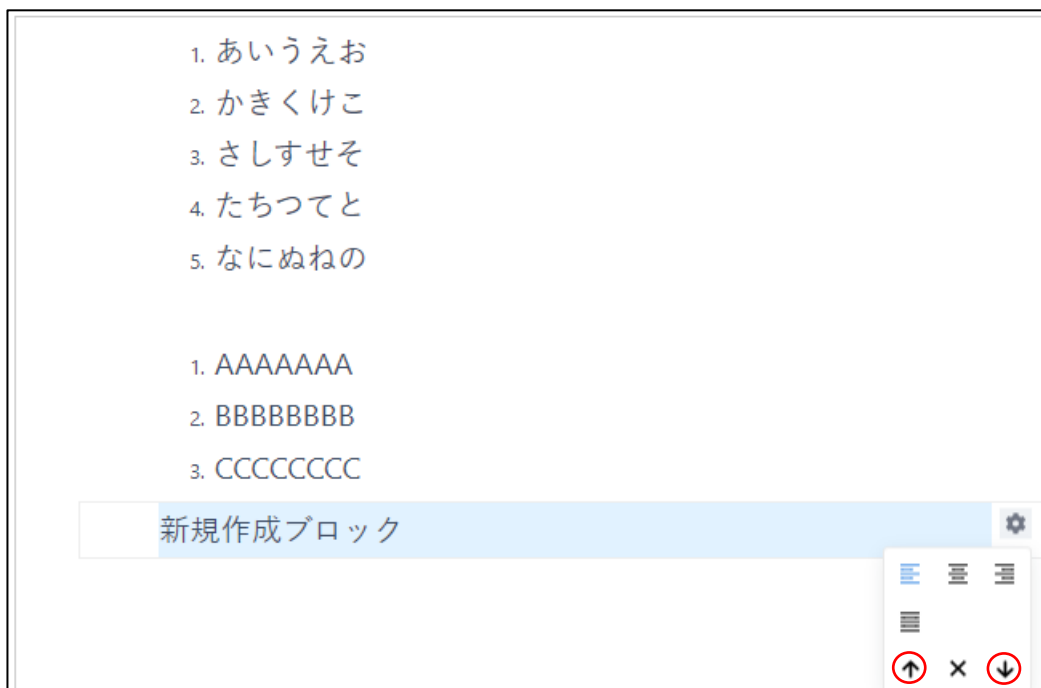 1. あいうえお
2. かきくけこ
3. さしすせそ
4. たちつてと
5. なにぬねの
1. AAAAAAA
2. BBBBBBBB
3. CCCCCCCC
新規作成ブロック